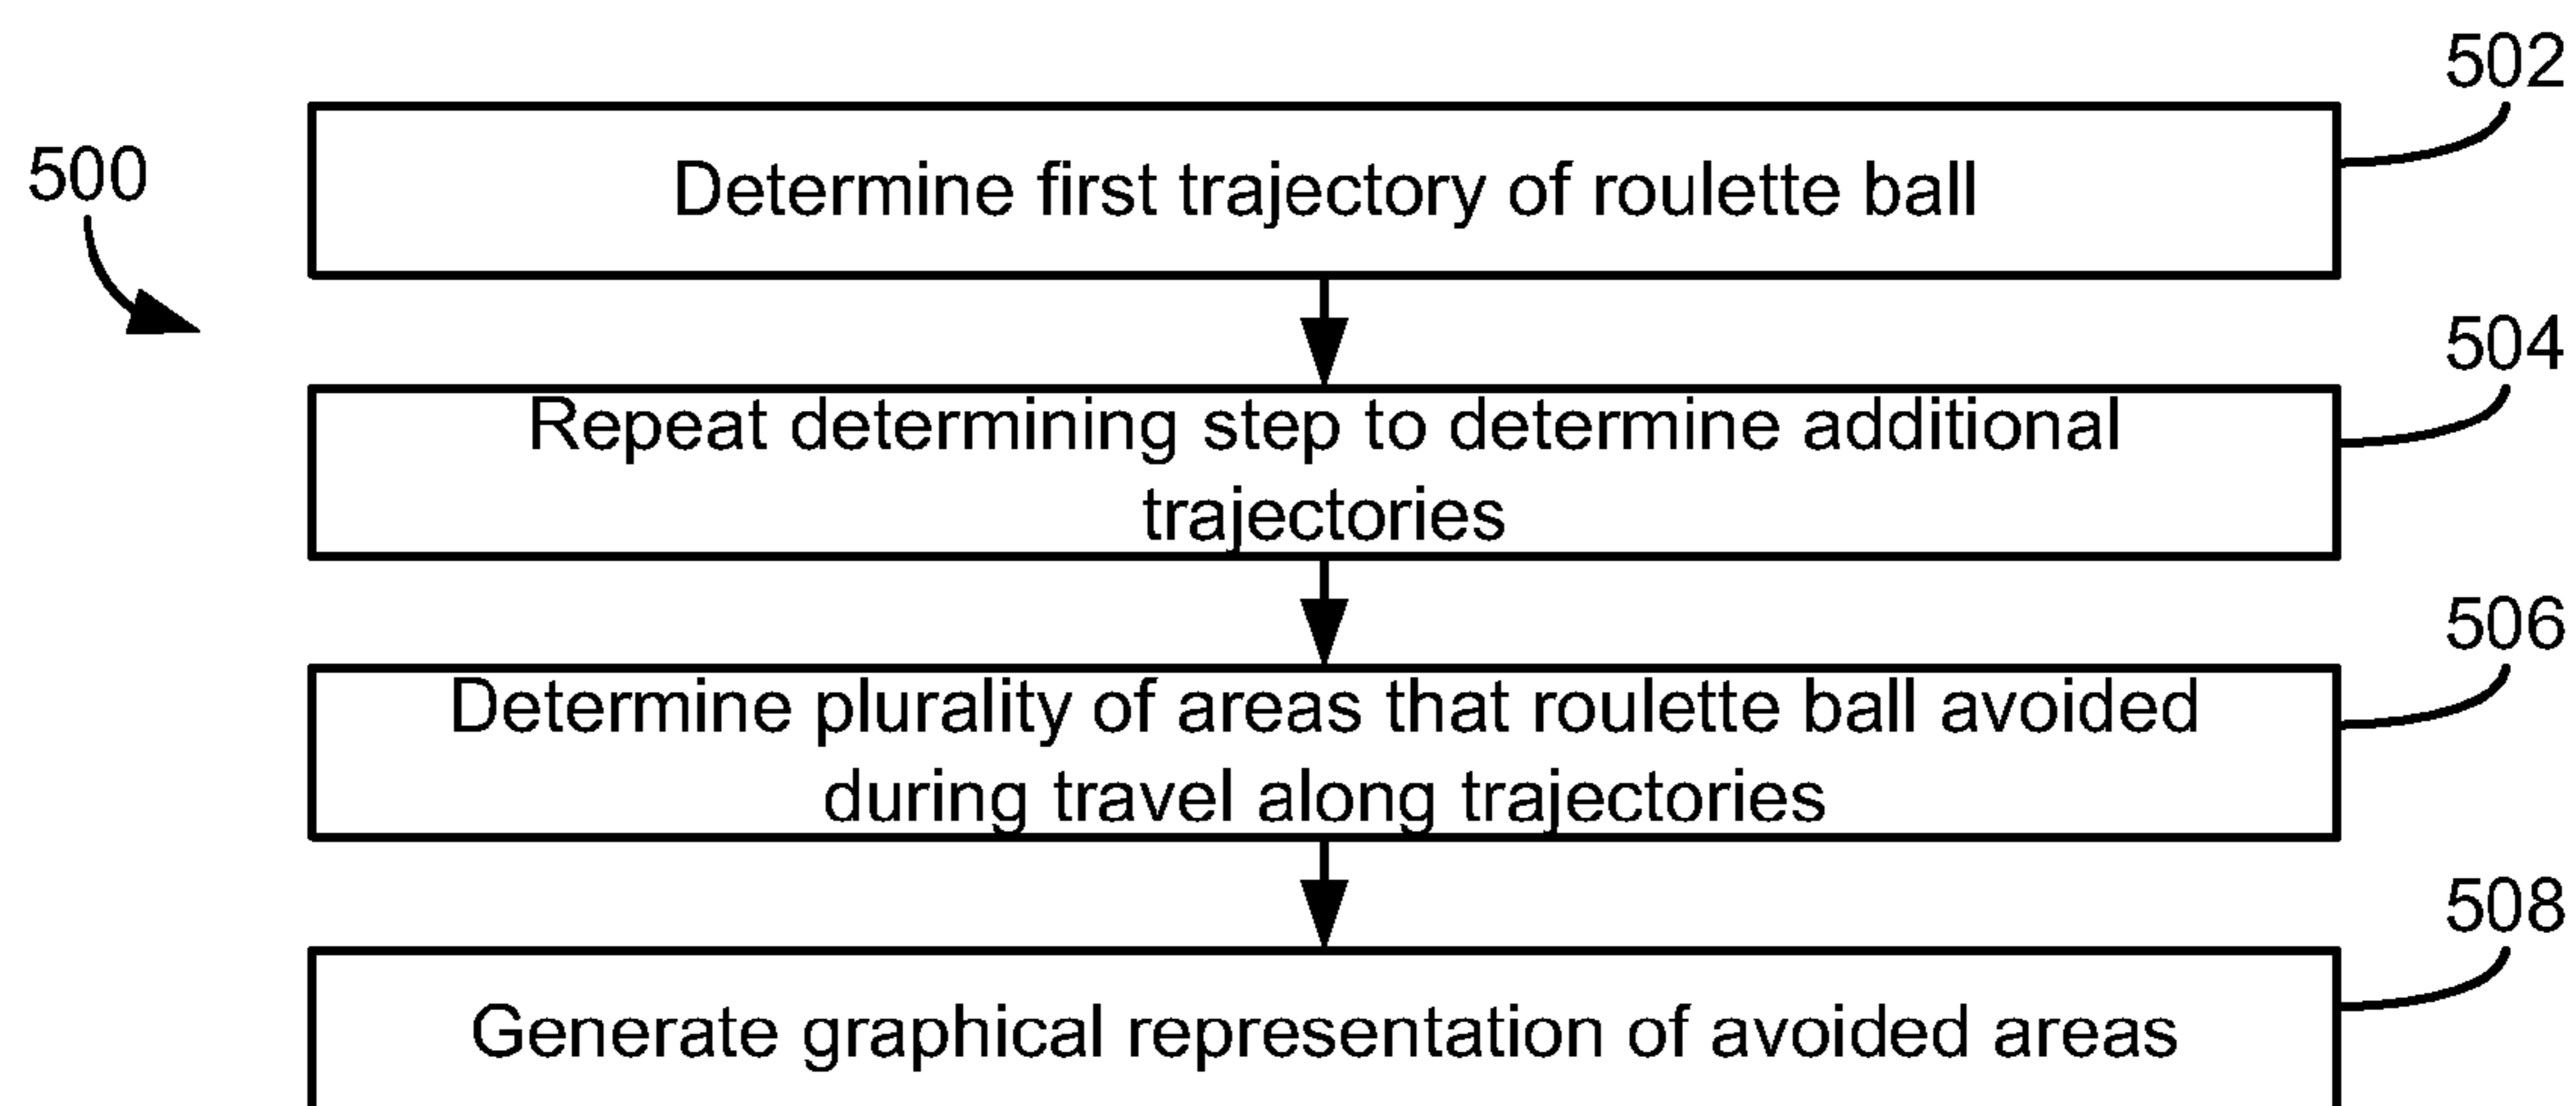 502
500
Determine first trajectory of roulette ball
504
Repeat determining step to determine additional
trajectories
506
Determine plurality of areas that roulette ball avoided
during travel along trajectories
508
Generate graphical representation of avoided areas